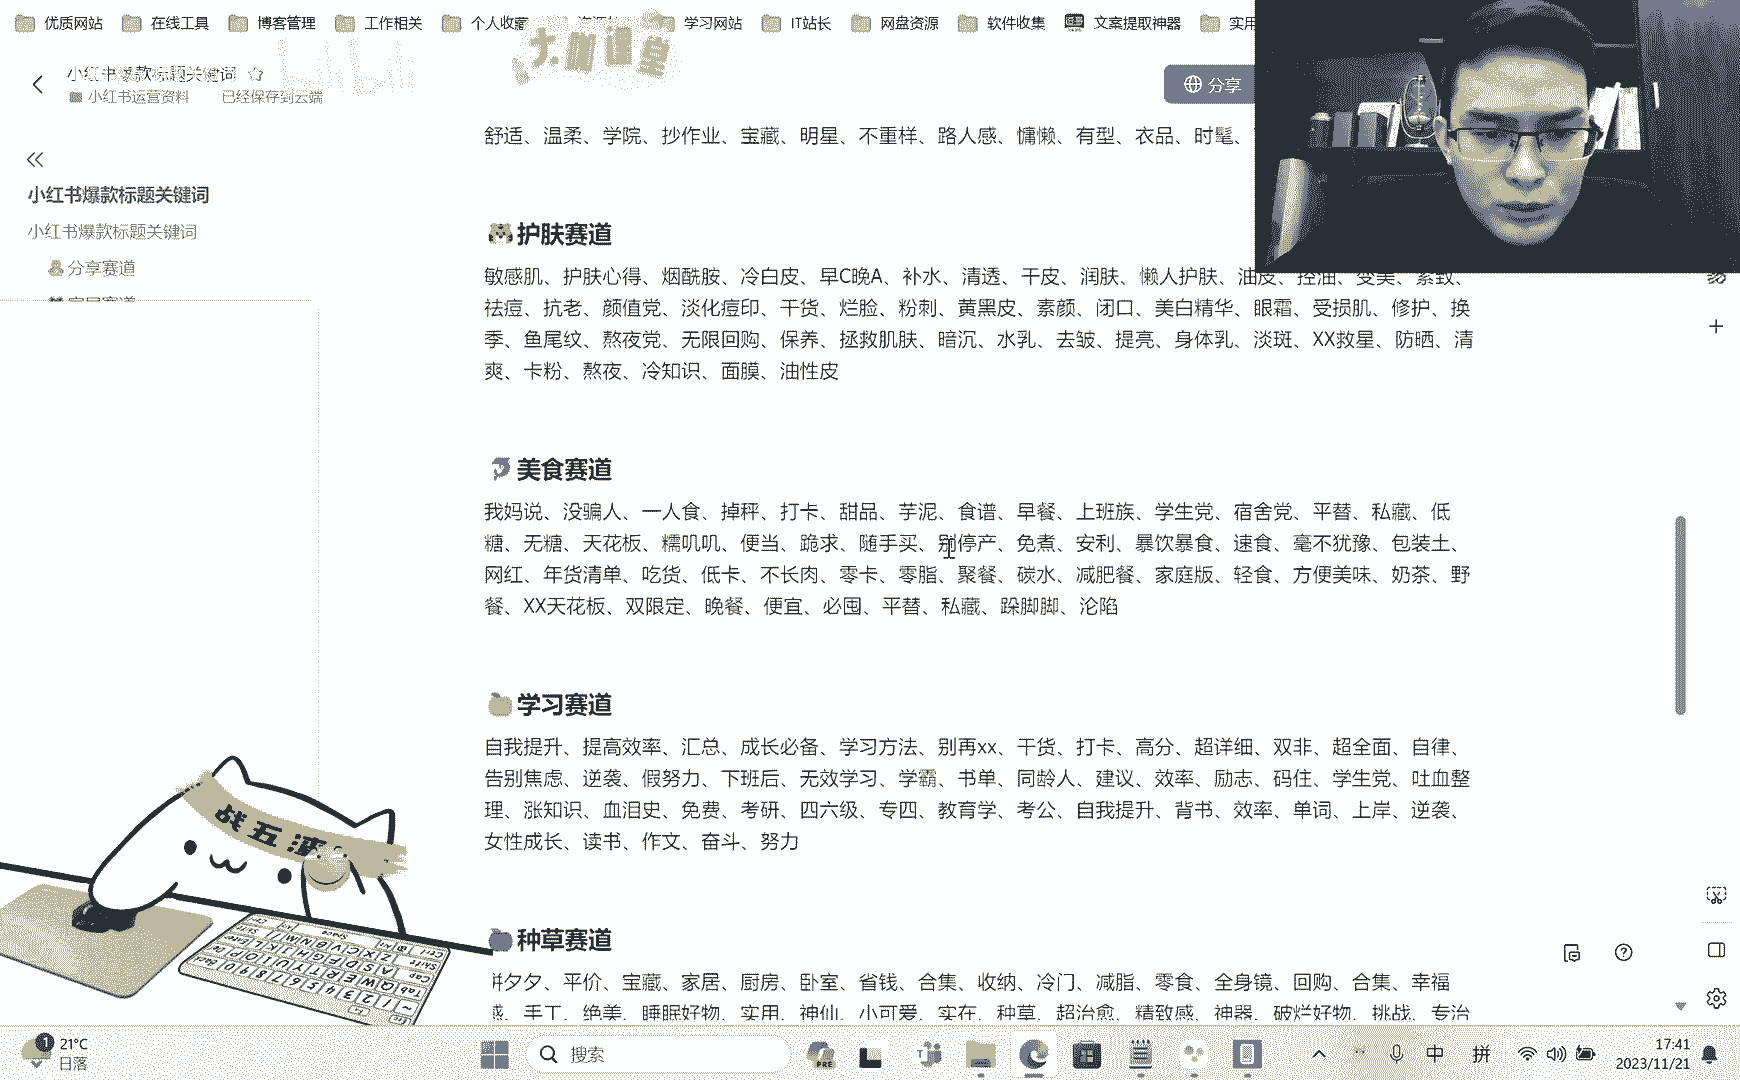 优质网站 在线工具 博客管理 工作相关 个人收藏 学习网站 IT站长 网盘资源 软件收集 文案提取神器 实用
大咖课堂
bilibili
小红书爆款标题关键词
小红书运营资料 已经保存到云端
分享
小红书爆款标题关键词
小红书爆款标题关键词
分享赛道
家居赛道
舒适、温柔、学院、抄作业、宝藏、明星、不重样、路人感、慵懒、有型、衣品、时髦、
护肤赛道
敏感肌、护肤心得、烟酰胺、冷白皮、早C晚A、补水、清透、干皮、润肤、懒人护肤、油皮、控油、变美、紧致、
祛痘、抗老、颜值党、淡化痘印、干货、烂脸、粉刺、黄黑皮、素颜、闭口、美白精华、眼霜、受损肌、修护、换
季、鱼尾纹、熬夜党、无限回购、保养、拯救肌肤、暗沉、水乳、去皱、提亮、身体乳、淡斑、XX救星、防晒、清
爽、卡粉、熬夜、冷知识、面膜、油性皮
美食赛道
我妈说、没骗人、一人食、掉秤、打卡、甜品、芋泥、食谱、早餐、上班族、学生党、宿舍党、平替、私藏、低
糖、无糖、天花板、糯叽叽、便当、跪求、随手买、别停产、免煮、安利、暴饮暴食、速食、毫不犹豫、包装土、
网红、年货清单、吃货、低卡、不长肉、零卡、零脂、聚餐、碳水、减肥餐、家庭版、轻食、方便美味、奶茶、野
餐、XX天花板、双限定、晚餐、便宜、必囤、平替、私藏、跺脚脚、沦陷
学习赛道
自我提升、提高效率、汇总、成长必备、学习方法、别再xx、干货、打卡、高分、超详细、双非、超全面、自律、
告别焦虑、逆袭、假努力、下班后、无效学习、学霸、书单、同龄人、建议、效率、励志、码住、学生党、吐血整
理、涨知识、血泪史、免费、考研、四六级、专四、教育学、考公、自我提升、背书、效率、单词、上岸、逆袭、
女性成长、读书、作文、奋斗、努力
种草赛道
拼夕夕、平价、宝藏、家居、厨房、卧室、省钱、合集、收纳、冷门、减脂、零食、全身镜、回购、合集、幸福
感、手工、绝美、睡眠好物、实用、神仙、小可爱、实在、种草、超治愈、精致感、神器、破烂好物、挑战、专治
战五渣
1
21°C
日落
搜索
PRE
中 拼
17:41
2023/11/21